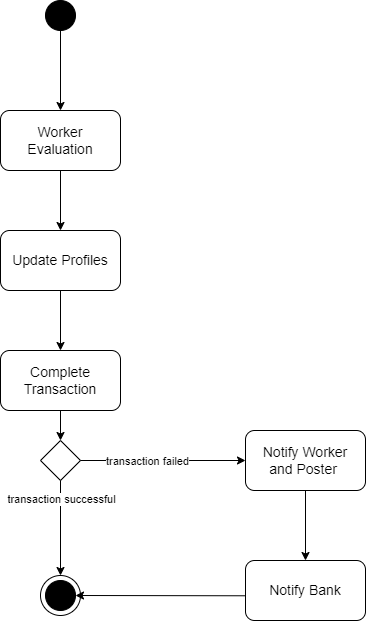 Worker
Evaluation
Update Profiles
Complete
Transaction
transaction failed
Notify Worker
and Poster
transaction successful
Notify Bank